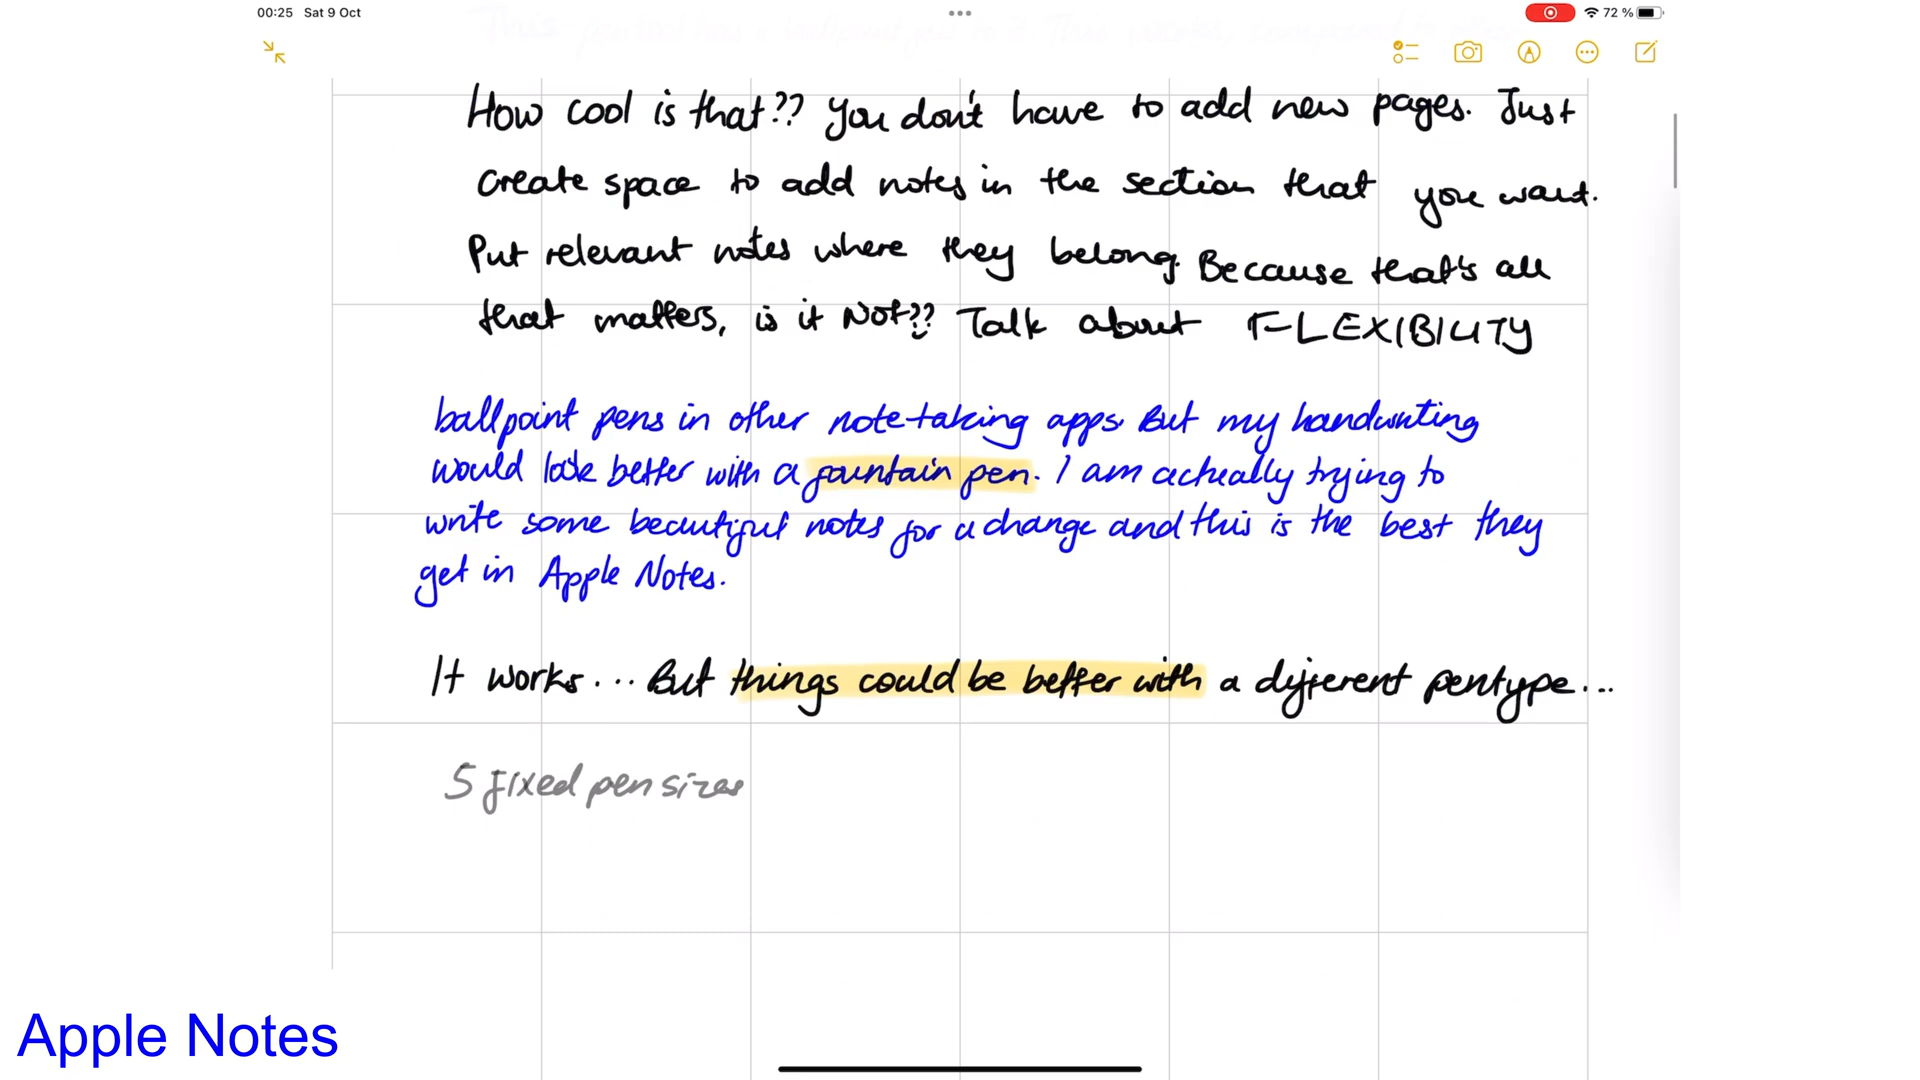 00:25 Sat 9 Oct
72 %
How cool is that?? You don't have to add new pages. Just
create space to add notes in the section that you want.
Put relevant notes where they belong. Because that's all
that matters, is it Not?? Talk about FLEXIBILITY
ballpoint pens in other note-taking apps. But my handwriting
would look better with a fountain pen. I am actually trying to
write some beautiful notes for a change and this is the best they
get in Apple Notes.
It works... But things could be better with a different pentype...
5 fixed pen sizes
Apple Notes